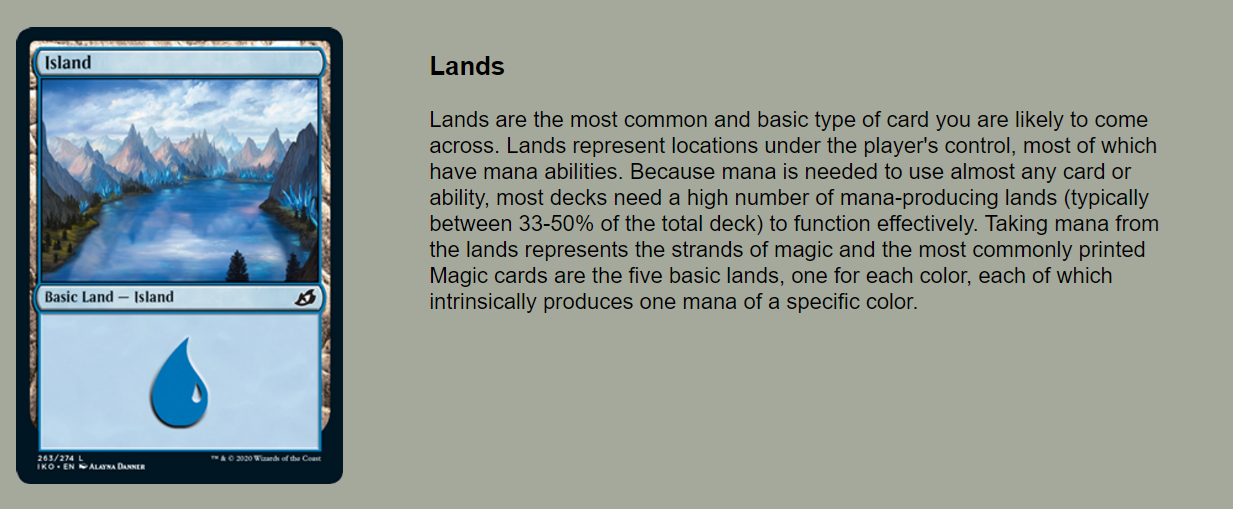 Island
Basic Land — Island
263/274 L
IKO • EN ALAYNA DANNER
™ & © 2020 Wizards of the Coast
Lands
Lands are the most common and basic type of card you are likely to come
across. Lands represent locations under the player's control, most of which
have mana abilities. Because mana is needed to use almost any card or
ability, most decks need a high number of mana-producing lands (typically
between 33-50% of the total deck) to function effectively. Taking mana from
the lands represents the strands of magic and the most commonly printed
Magic cards are the five basic lands, one for each color, each of which
intrinsically produces one mana of a specific color.